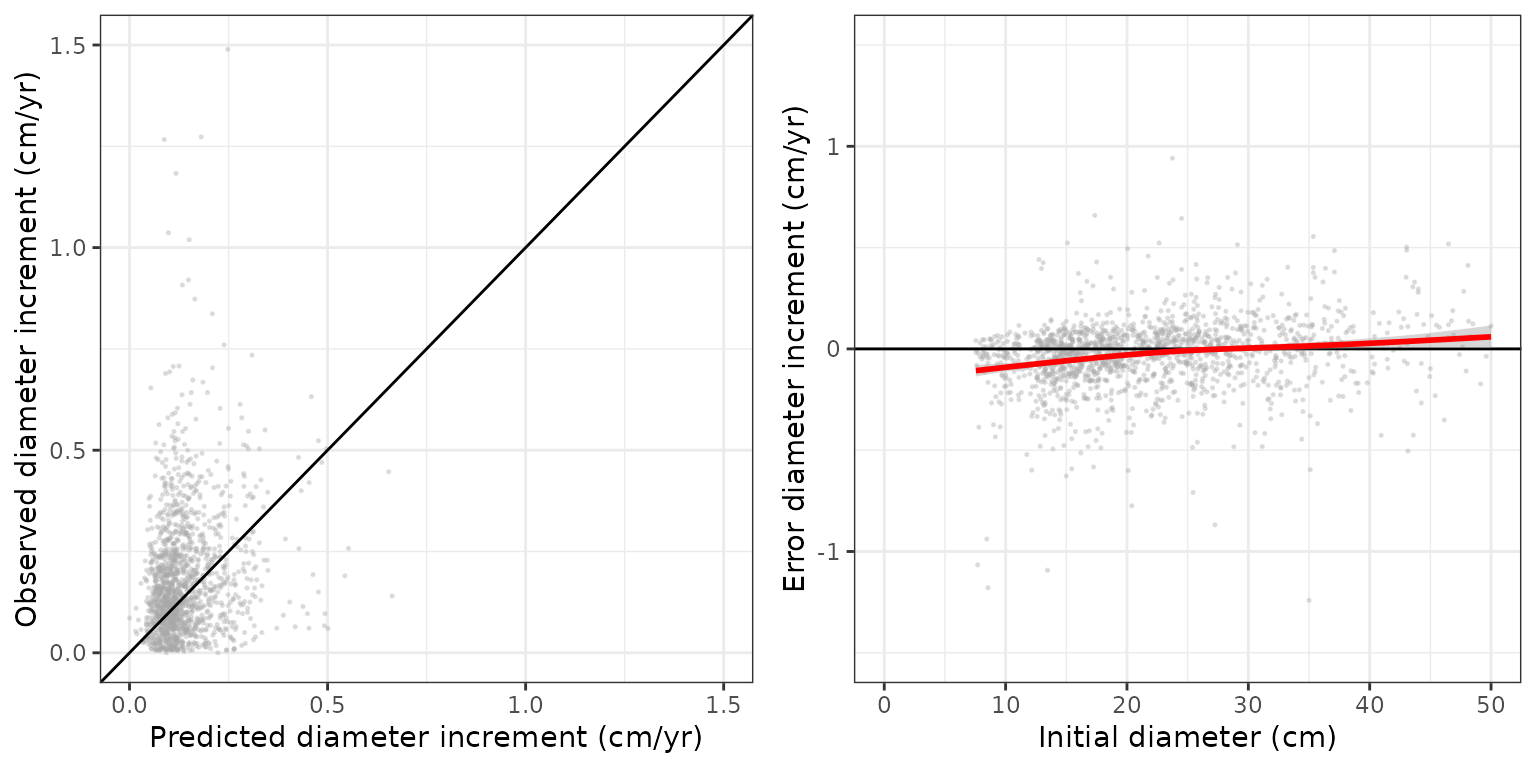 Observed diameter increment (cm/yr)
1.5
1.0
0.5
0.0
0.0 0.5 1.0 1.5
Predicted diameter increment (cm/yr)
Error diameter increment (cm/yr)
1
0
-1
0 10 20 30 40 50
Initial diameter (cm)